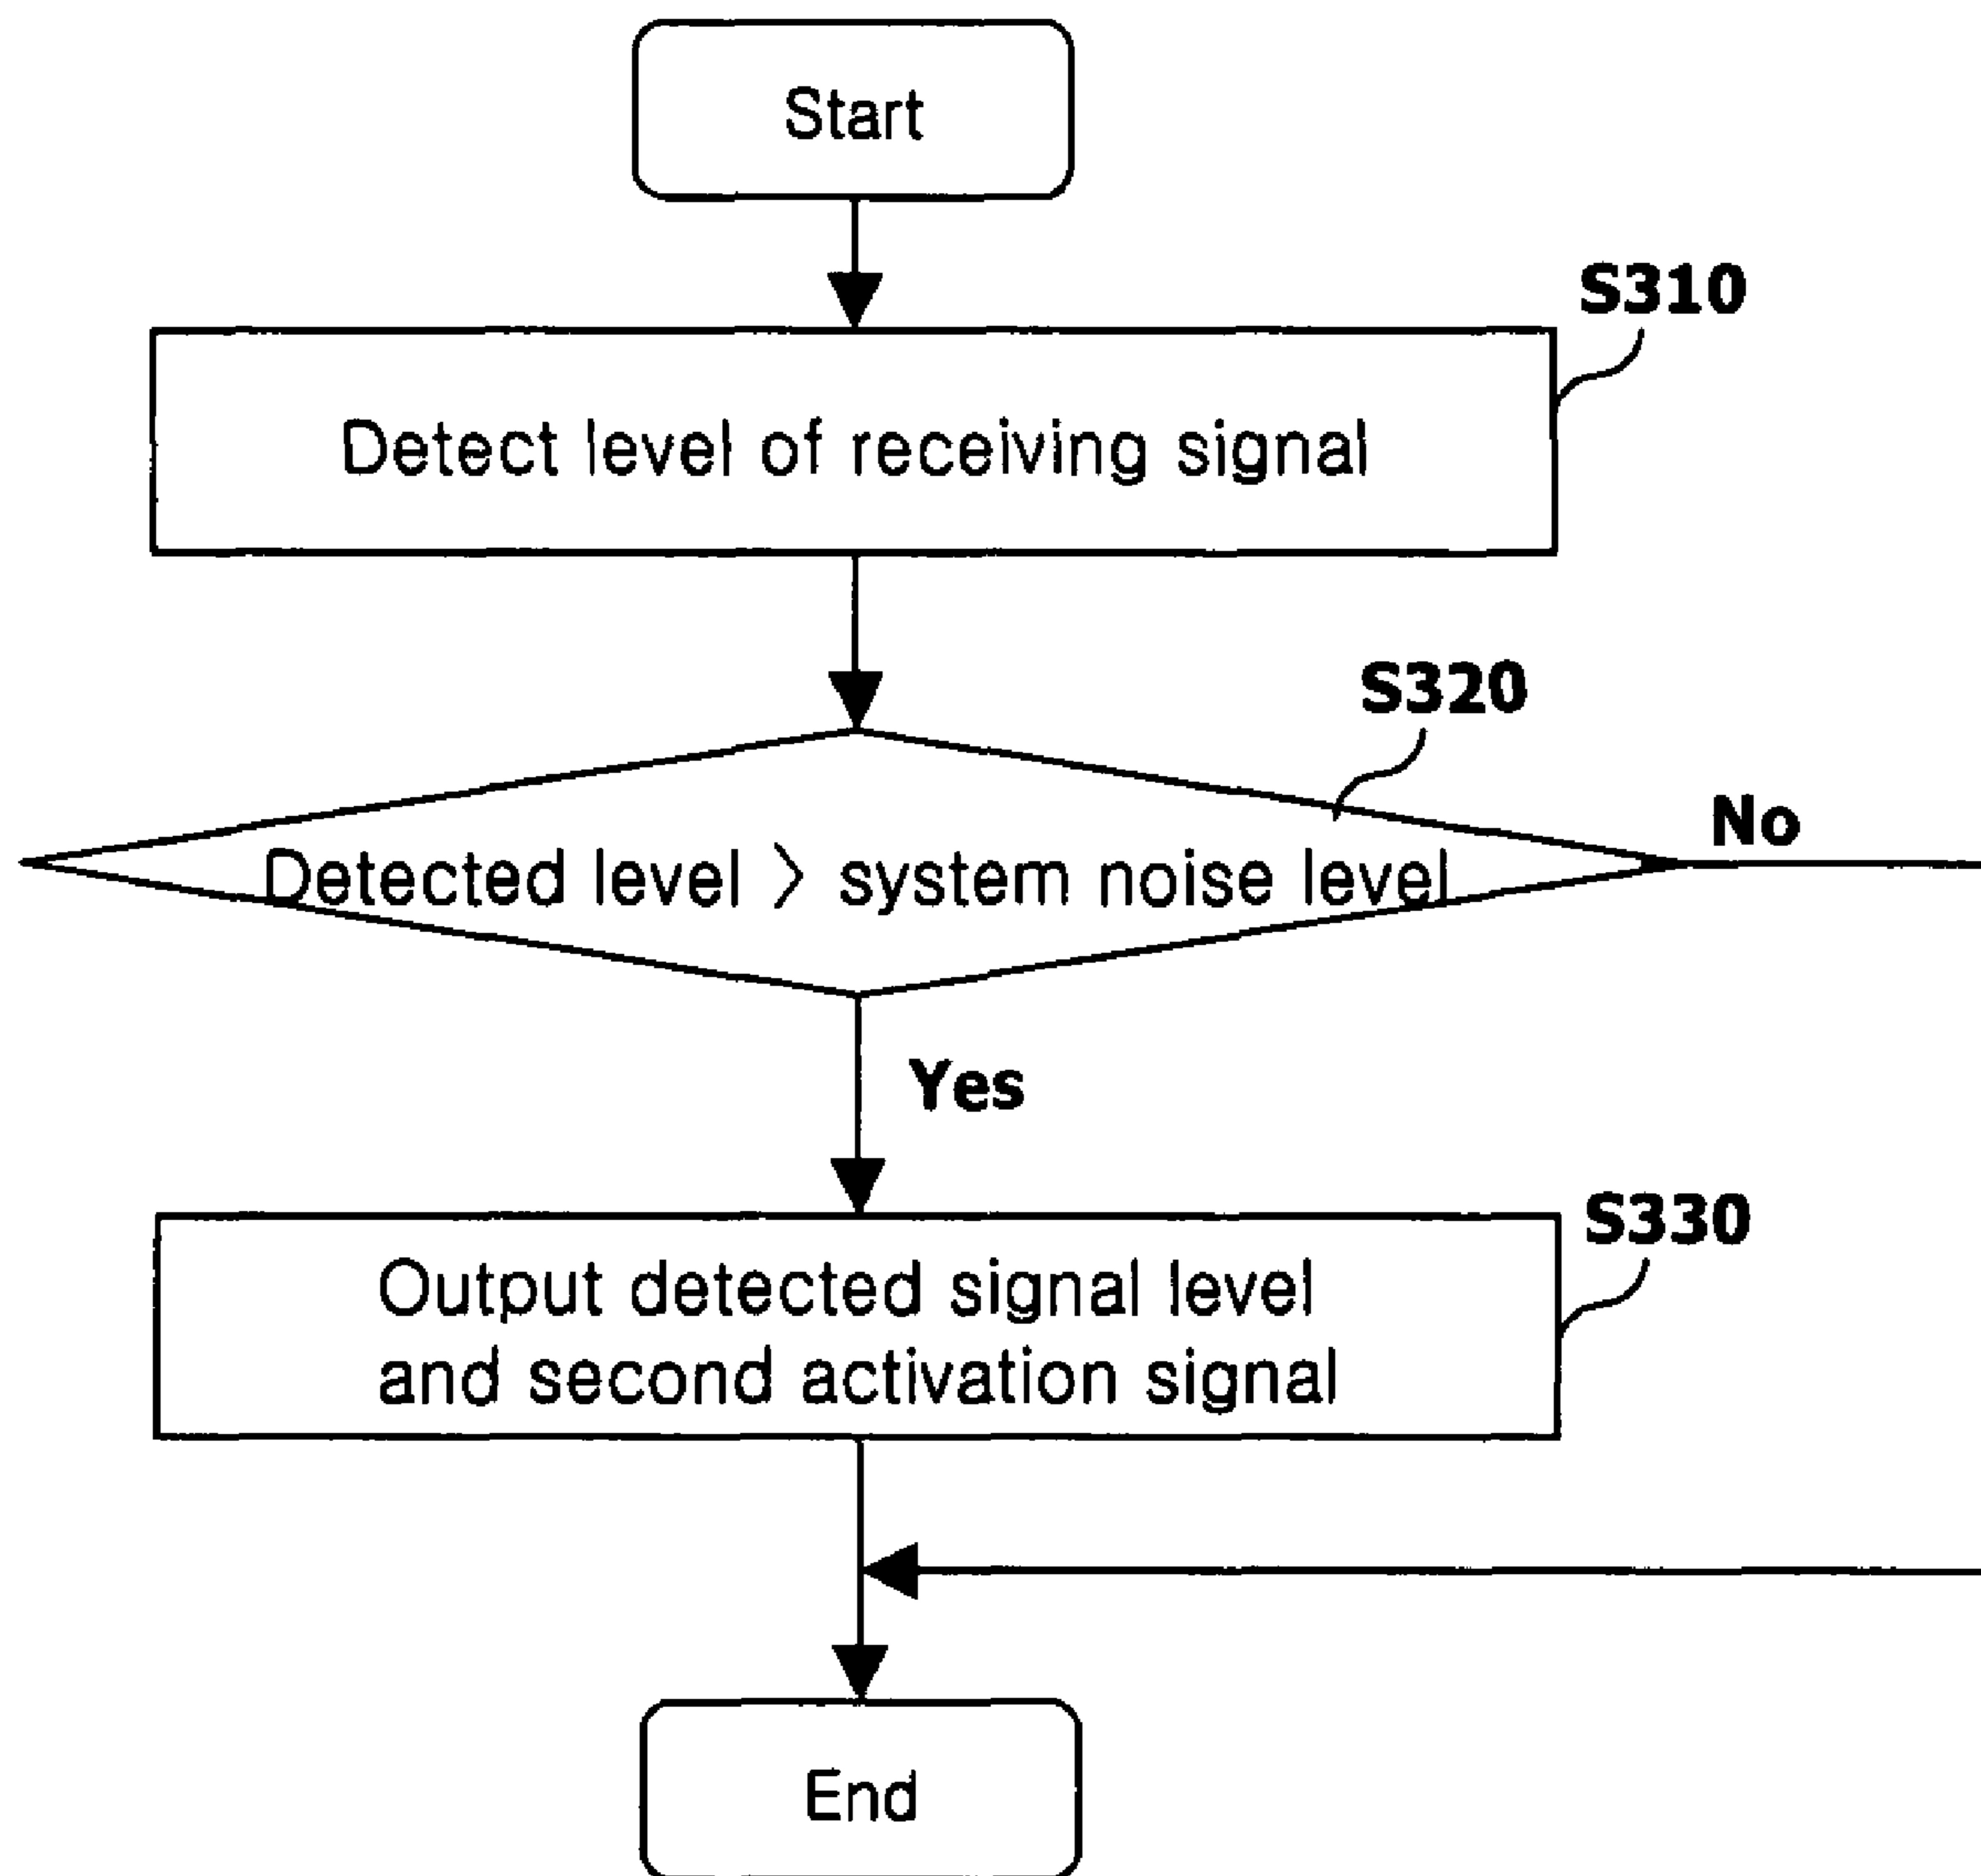 Start
S310
Detect level of receiving signal
S320
No
Detected level > system noise level
Yes
S330
Output detected signal level
and second activation signal
End